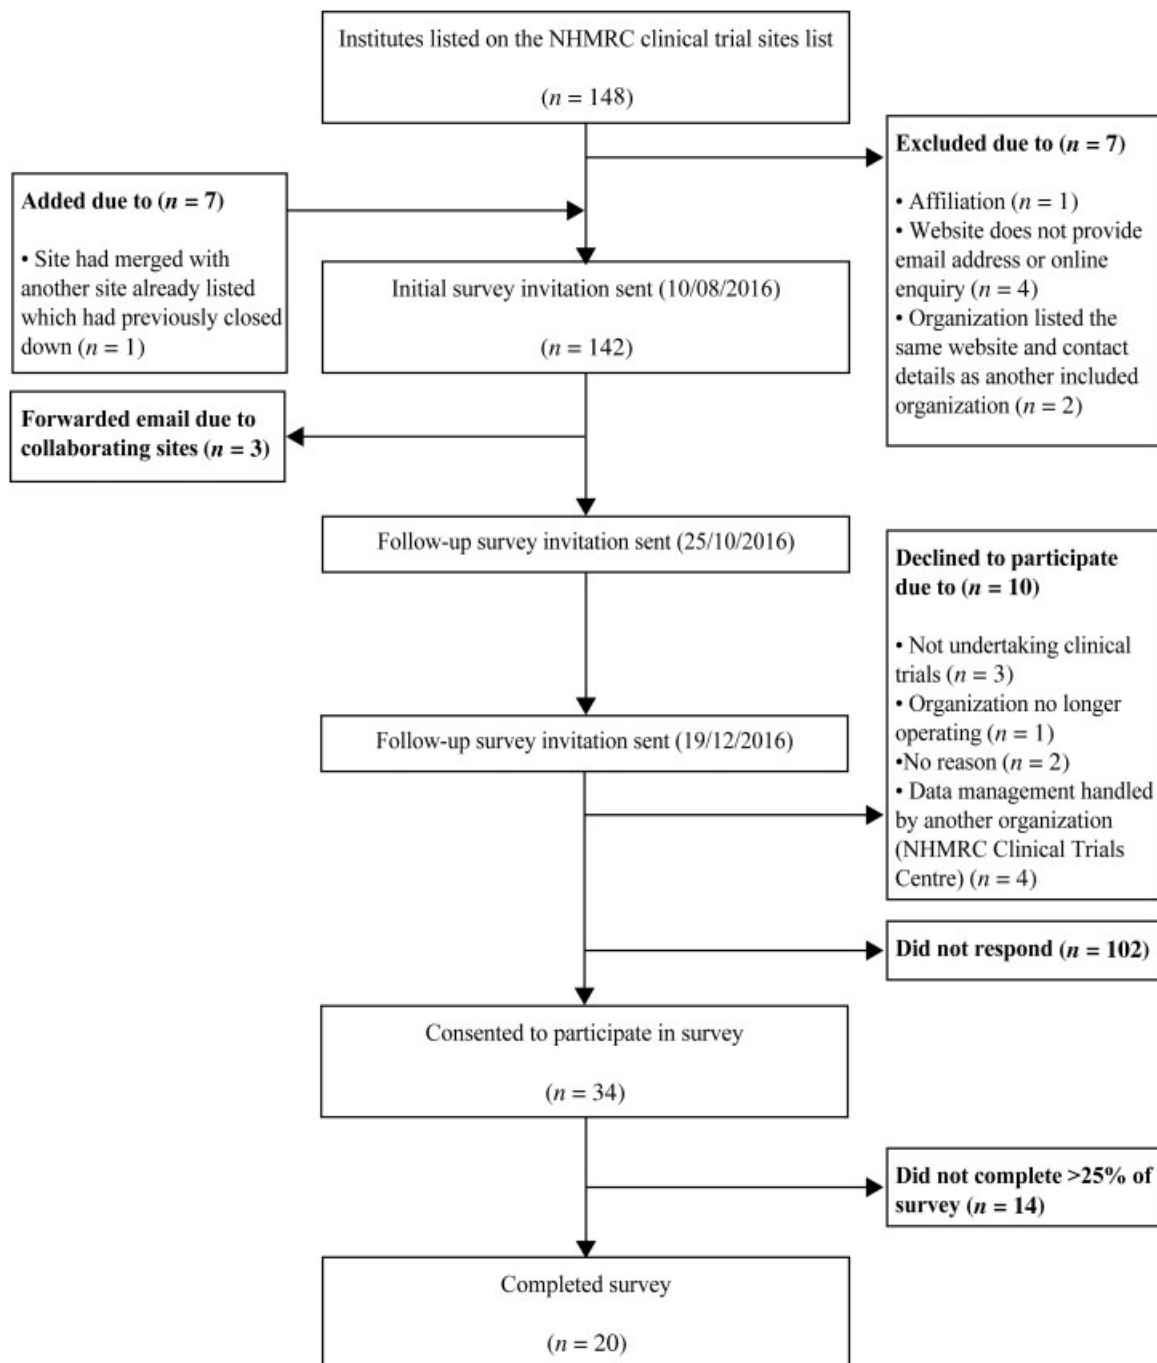 Institutes listed on the NHMRC clinical trial sites list
(n = 148)
Excluded due to (n = 7)
• Affiliation (n = 1)
• Website does not provide
email address or online
enquiry (n = 4)
• Organization listed the
same website and contact
details as another included
organization (n = 2)
Added due to (n = 7)
• Site had merged with
another site already listed
which had previously closed
down (n = 1)
Initial survey invitation sent (10/08/2016)
(n = 142)
Forwarded email due to
collaborating sites (n = 3)
Follow-up survey invitation sent (25/10/2016)
Follow-up survey invitation sent (19/12/2016)
Declined to participate
due to (n = 10)
• Not undertaking clinical
trials (n = 3)
• Organization no longer
operating (n = 1)
•No reason (n = 2)
• Data management handled
by another organization
(NHMRC Clinical Trials
Centre) (n = 4)
Did not respond (n = 102)
Consented to participate in survey
(n = 34)
Did not complete >25% of
survey (n = 14)
Completed survey
(n = 20)